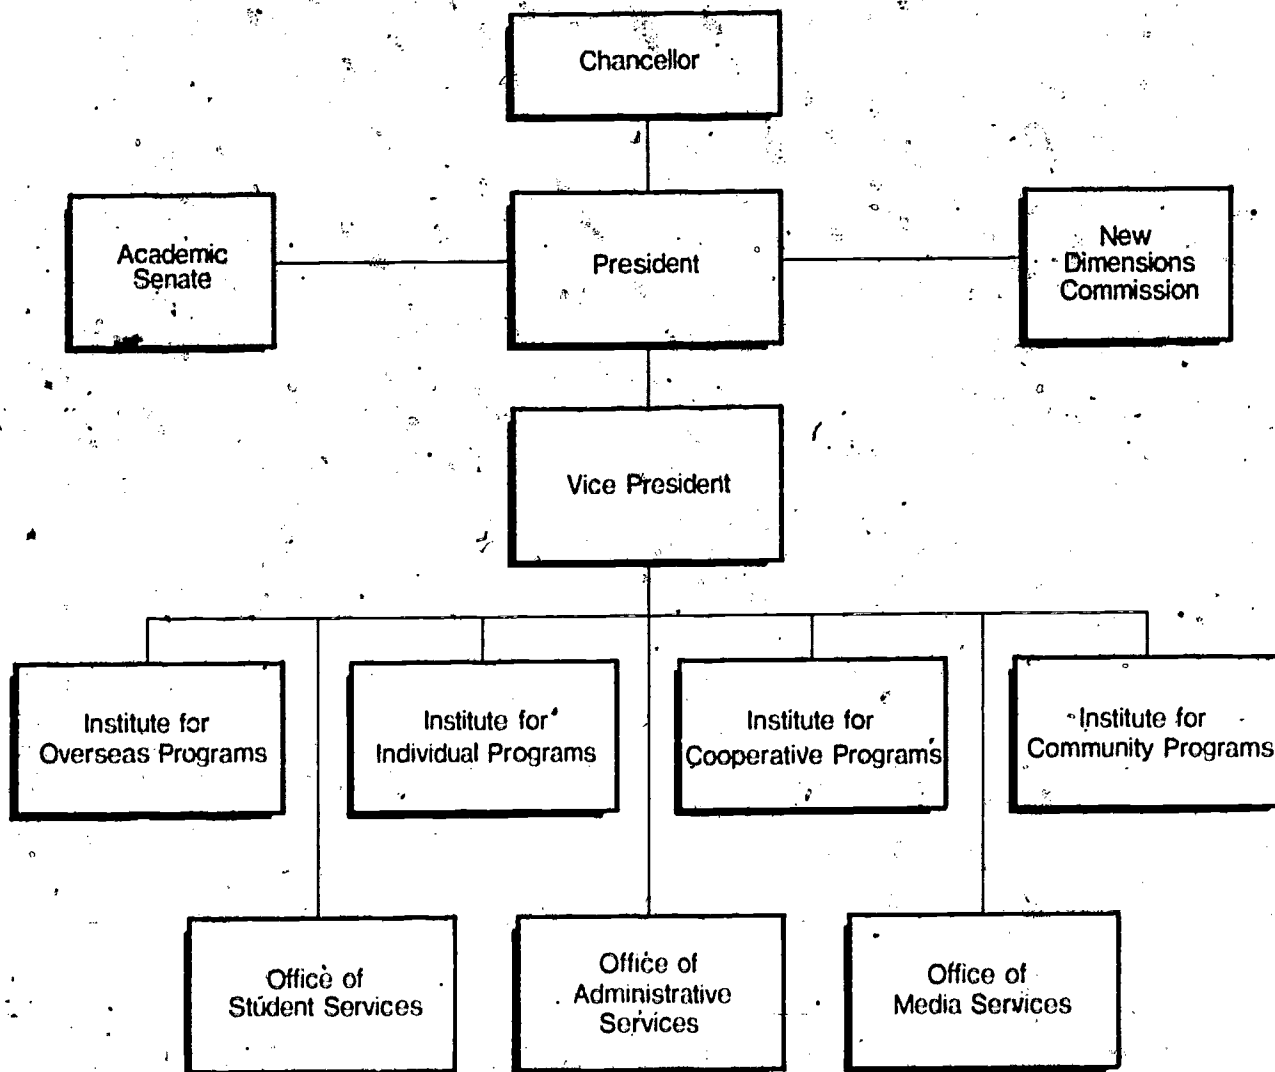 Chancellor
Academic
Senate
President
New
Dimensions
Commission
Vice President
Institute for
Overseas Programs
Institute for
Individual Programs
Institute for
Cooperative Programs
Institute for
Community Programs
Office of
Student Services
Office of
Administrative
Services
Office of
Media Services